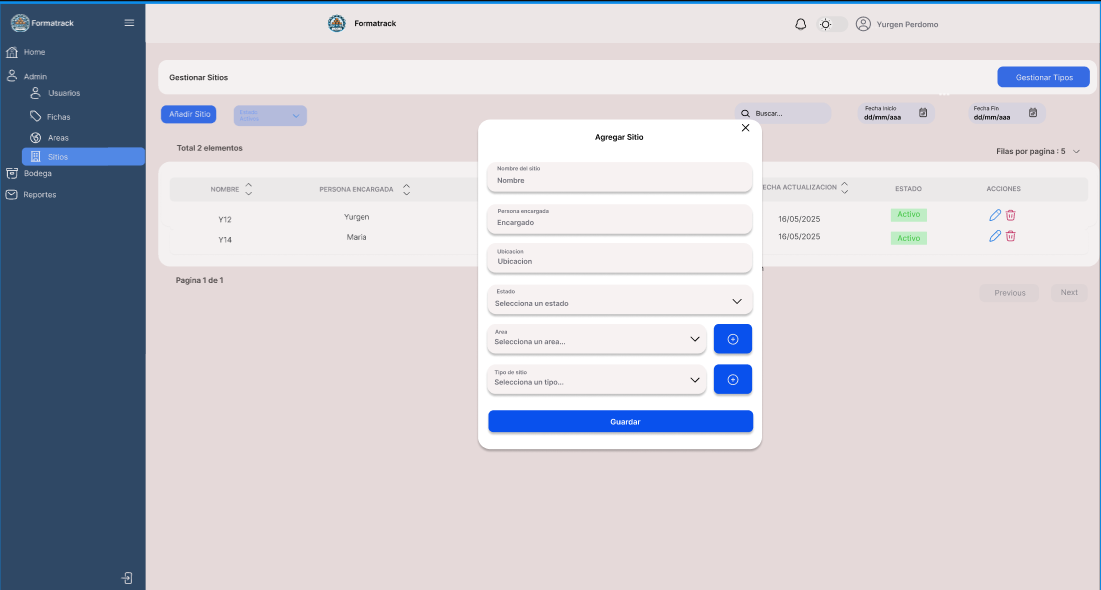 Formatrack
Formatrack
Yurgen Perdomo
Home
Admin
Usuarios
Fichas
Areas
Sitios
Bodega
Reportes
Gestionar Sitios
Gestionar Tipos
Añadir Sitio
Estado
Activos
Buscar...
Fecha Inicio
dd/mm/aaa
Fecha Fin
dd/mm/aaa
Total 2 elementos
Filas por pagina : 5
NOMBRE
PERSONA ENCARGADA
ECHA ACTUALIZACION
ESTADO
ACCIONES
Y12
Yurgen
16/05/2025
Activo
Y14
Maria
16/05/2025
Activo
Pagina 1 de 1
Previous
Next
Agregar Sitio
Nombre del sitio
Nombre
Persona encargada
Encargado
Ubicacion
Ubicacion
Estado
Selecciona un estado
Area
Selecciona un area...
Tipo de sitio
Selecciona un tipo...
Guardar